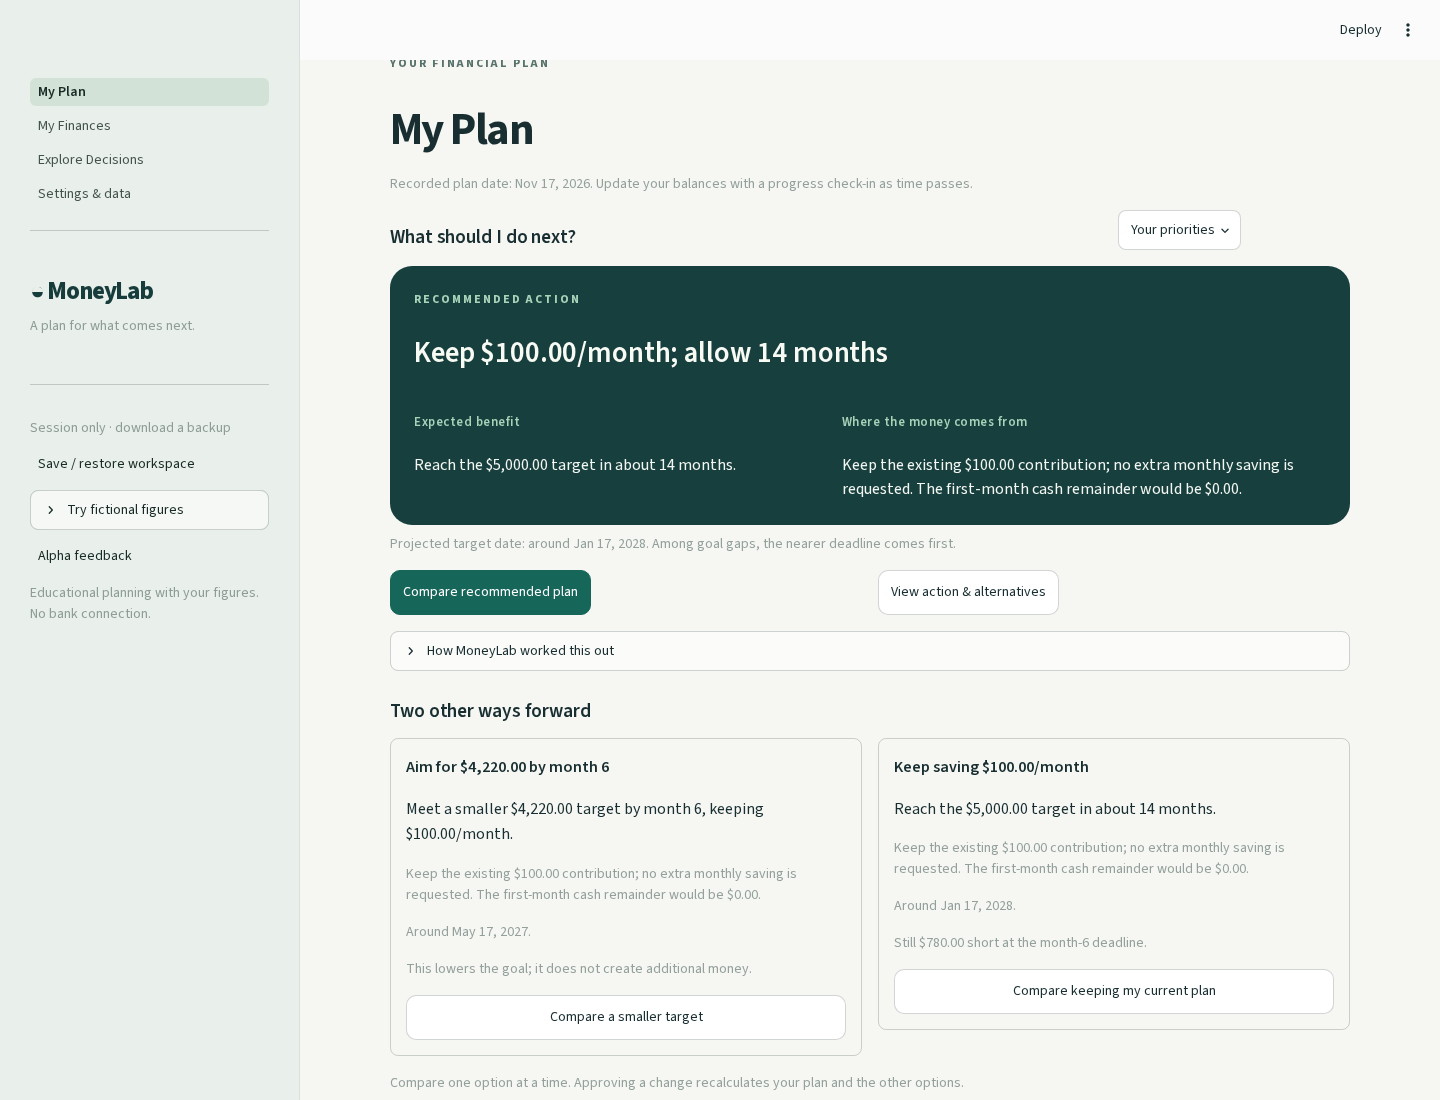 Deploy
My Plan
My Finances
Explore Decisions
Settings & data
MoneyLab
A plan for what comes next.
Session only · download a backup
Save / restore workspace
Try fictional figures
Alpha feedback
Educational planning with your figures.
No bank connection.
YOUR FINANCIAL PLAN
My Plan
Recorded plan date: Nov 17, 2026. Update your balances with a progress check-in as time passes.
What should I do next?
Your priorities
RECOMMENDED ACTION
Keep $100.00/month; allow 14 months
Expected benefit
Reach the $5,000.00 target in about 14 months.
Where the money comes from
Keep the existing $100.00 contribution; no extra monthly saving is
requested. The first-month cash remainder would be $0.00.
Projected target date: around Jan 17, 2028. Among goal gaps, the nearer deadline comes first.
Compare recommended plan
View action & alternatives
How MoneyLab worked this out
Two other ways forward
Aim for $4,220.00 by month 6
Meet a smaller $4,220.00 target by month 6, keeping
$100.00/month.
Keep the existing $100.00 contribution; no extra monthly saving is
requested. The first-month cash remainder would be $0.00.
Around May 17, 2027.
This lowers the goal; it does not create additional money.
Compare a smaller target
Keep saving $100.00/month
Reach the $5,000.00 target in about 14 months.
Keep the existing $100.00 contribution; no extra monthly saving is
requested. The first-month cash remainder would be $0.00.
Around Jan 17, 2028.
Still $780.00 short at the month-6 deadline.
Compare keeping my current plan
Compare one option at a time. Approving a change recalculates your plan and the other options.